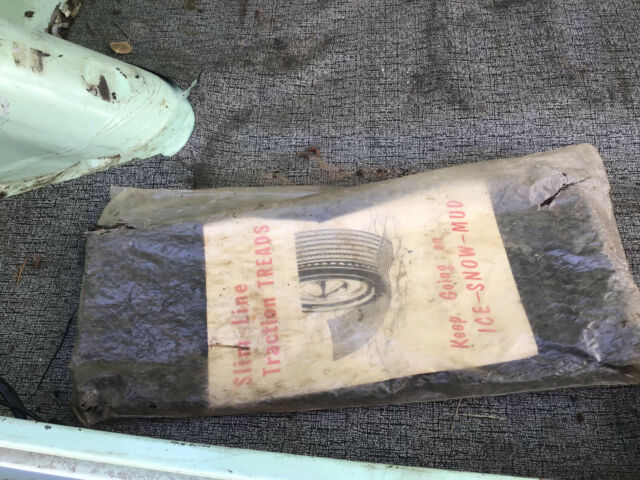 Slim-Line
Traction TREADS
Keep Going on
ICE-SNOW-MUD